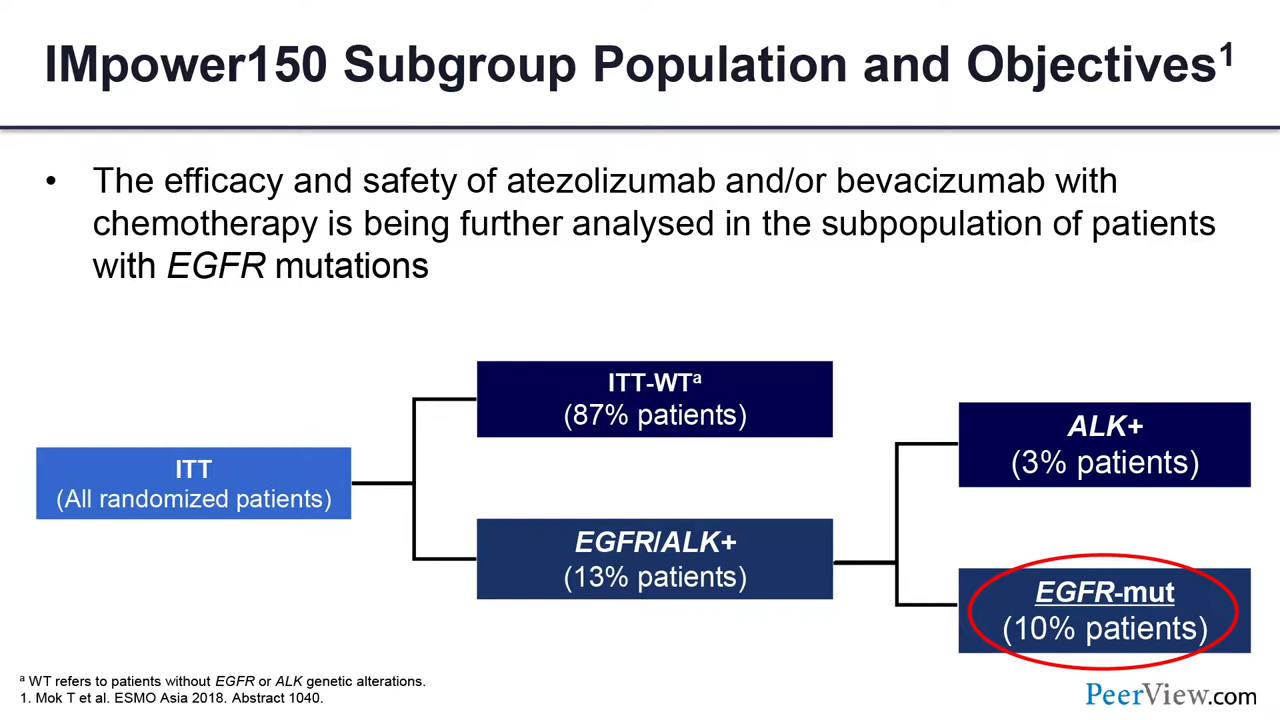 IMpower150 Subgroup Population and Objectives¹
• The efficacy and safety of atezolizumab and/or bevacizumab with
chemotherapy is being further analysed in the subpopulation of patients
with EGFR mutations
ITT
(All randomized patients)
ITT-WTᵃ
(87% patients)
EGFR/ALK+
(13% patients)
ALK+
(3% patients)
EGFR-mut
(10% patients)
ᵃ WT refers to patients without EGFR or ALK genetic alterations.
1. Mok T et al. ESMO Asia 2018. Abstract 1040.
PeerView.com